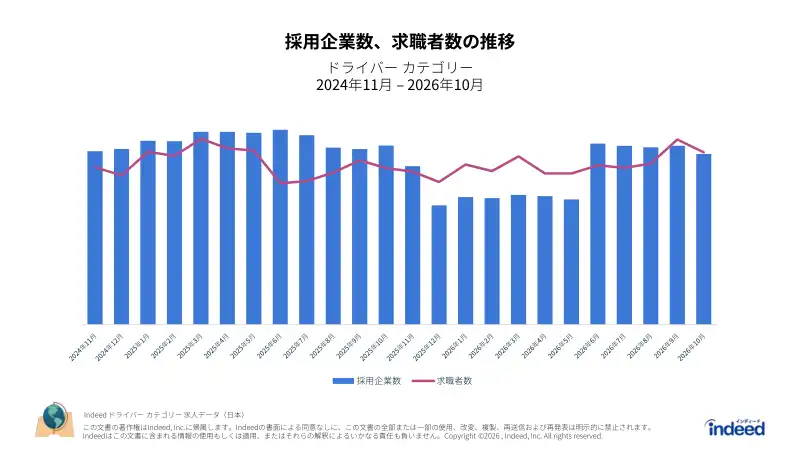 採用企業数、求職者数の推移
ドライバー カテゴリー
2024年11月 – 2026年10月
2024年11月
2024年12月
2025年1月
2025年2月
2025年3月
2025年4月
2025年5月
2025年6月
2025年7月
2025年8月
2025年9月
2025年10月
2025年11月
2025年12月
2026年1月
2026年2月
2026年3月
2026年4月
2026年5月
2026年6月
2026年7月
2026年8月
2026年9月
2026年10月
採用企業数 求職者数
Indeed ドライバー カテゴリー 求人データ（日本）
この文書の著作権はIndeed, Inc.に帰属します。Indeedの書面による同意なしに、この文書の全部または一部の使用、改変、複製、再送信および再発表は明示的に禁止されます。
Indeedはこの文書に含まれる情報の使用もしくは適用、またはそれらの解釈によるいかなる責任も負いません。Copyright ©2026 , Indeed, Inc. All rights reserved.
インディード
indeed